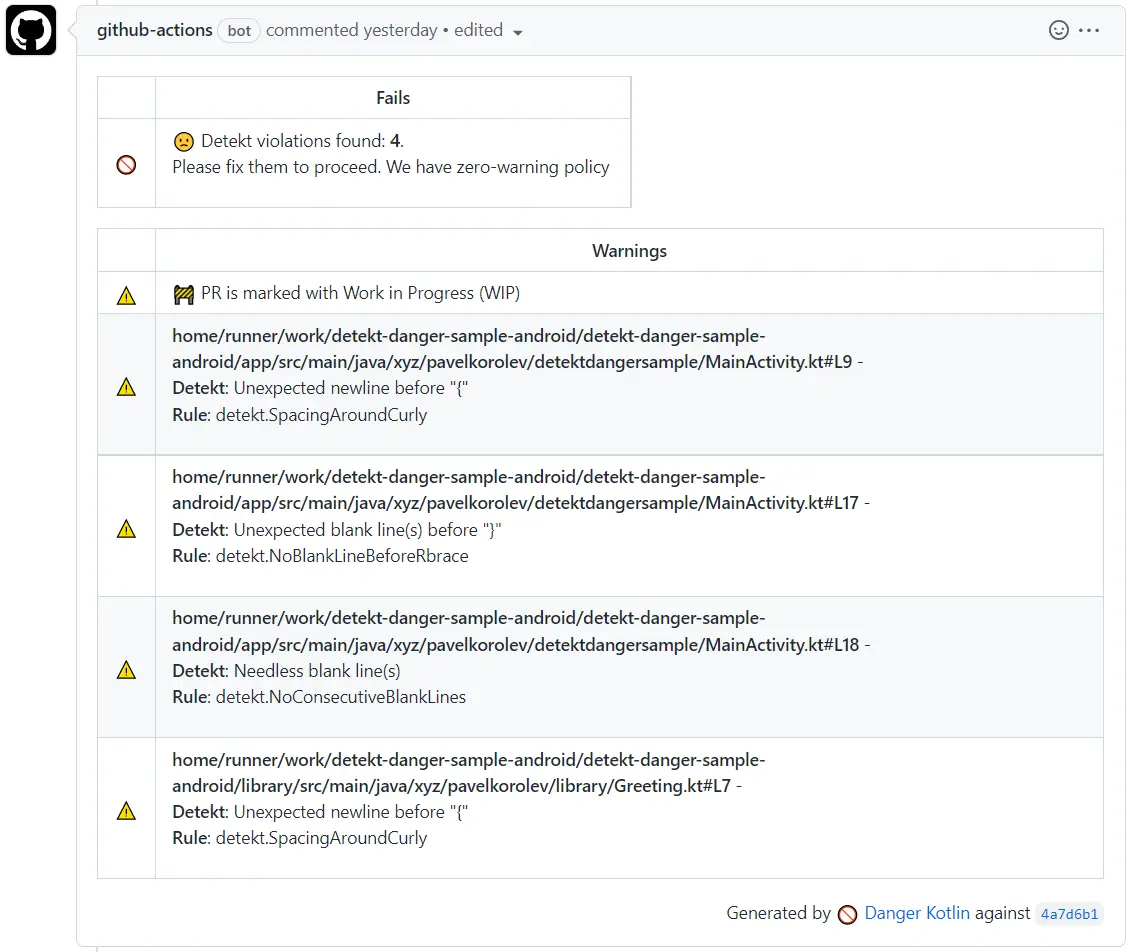 github-actions bot commented yesterday • edited
Fails
Detekt violations found: 4.
Please fix them to proceed. We have zero-warning policy
Warnings
PR is marked with Work in Progress (WIP)
home/runner/work/detekt-danger-sample-android/detekt-danger-sample-
android/app/src/main/java/xyz/pavelkorolev/detektdangersample/MainActivity.kt#L9 -
Detekt: Unexpected newline before "{"
Rule: detekt.SpacingAroundCurly
home/runner/work/detekt-danger-sample-android/detekt-danger-sample-
android/app/src/main/java/xyz/pavelkorolev/detektdangersample/MainActivity.kt#L17 -
Detekt: Unexpected blank line(s) before "}"
Rule: detekt.NoBlankLineBeforeRbrace
home/runner/work/detekt-danger-sample-android/detekt-danger-sample-
android/app/src/main/java/xyz/pavelkorolev/detektdangersample/MainActivity.kt#L18 -
Detekt: Needless blank line(s)
Rule: detekt.NoConsecutiveBlankLines
home/runner/work/detekt-danger-sample-android/detekt-danger-sample-
android/library/src/main/java/xyz/pavelkorolev/library/Greeting.kt#L7 -
Detekt: Unexpected newline before "{"
Rule: detekt.SpacingAroundCurly
Generated by Danger Kotlin against 4a7d6b1